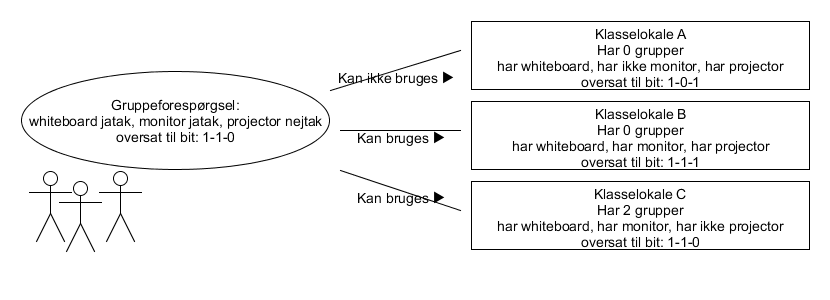 Gruppeforespørgsel:
whiteboard jatak, monitor jatak, projector nejtak
oversat til bit: 1-1-0
Kan ikke bruges
Kan bruges
Kan bruges
Klasselokale A
Har 0 grupper
har whiteboard, har ikke monitor, har projector
oversat til bit: 1-0-1
Klasselokale B
Har 0 grupper
har whiteboard, har monitor, har projector
oversat til bit: 1-1-1
Klasselokale C
Har 2 grupper
har whiteboard, har monitor, har ikke projector
oversat til bit: 1-1-0